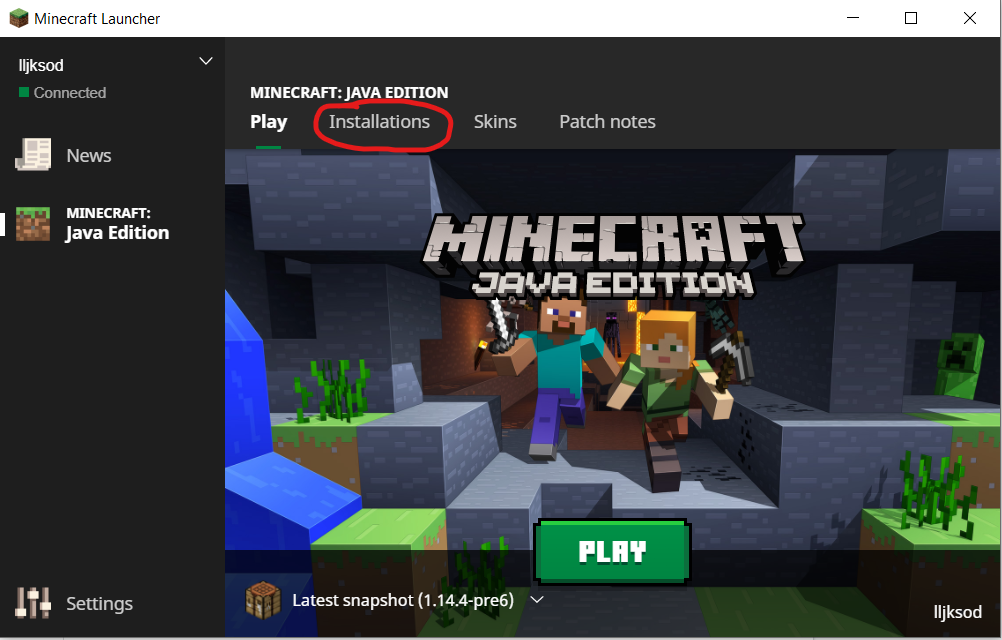 Minecraft Launcher
lljksod
Connected
News
MINECRAFT:
Java Edition
Settings
MINECRAFT: JAVA EDITION
Play Installations Skins Patch notes
MINECRAFT
JAVA EDITION
PLAY
Latest snapshot (1.14.4-pre6)
lljksod